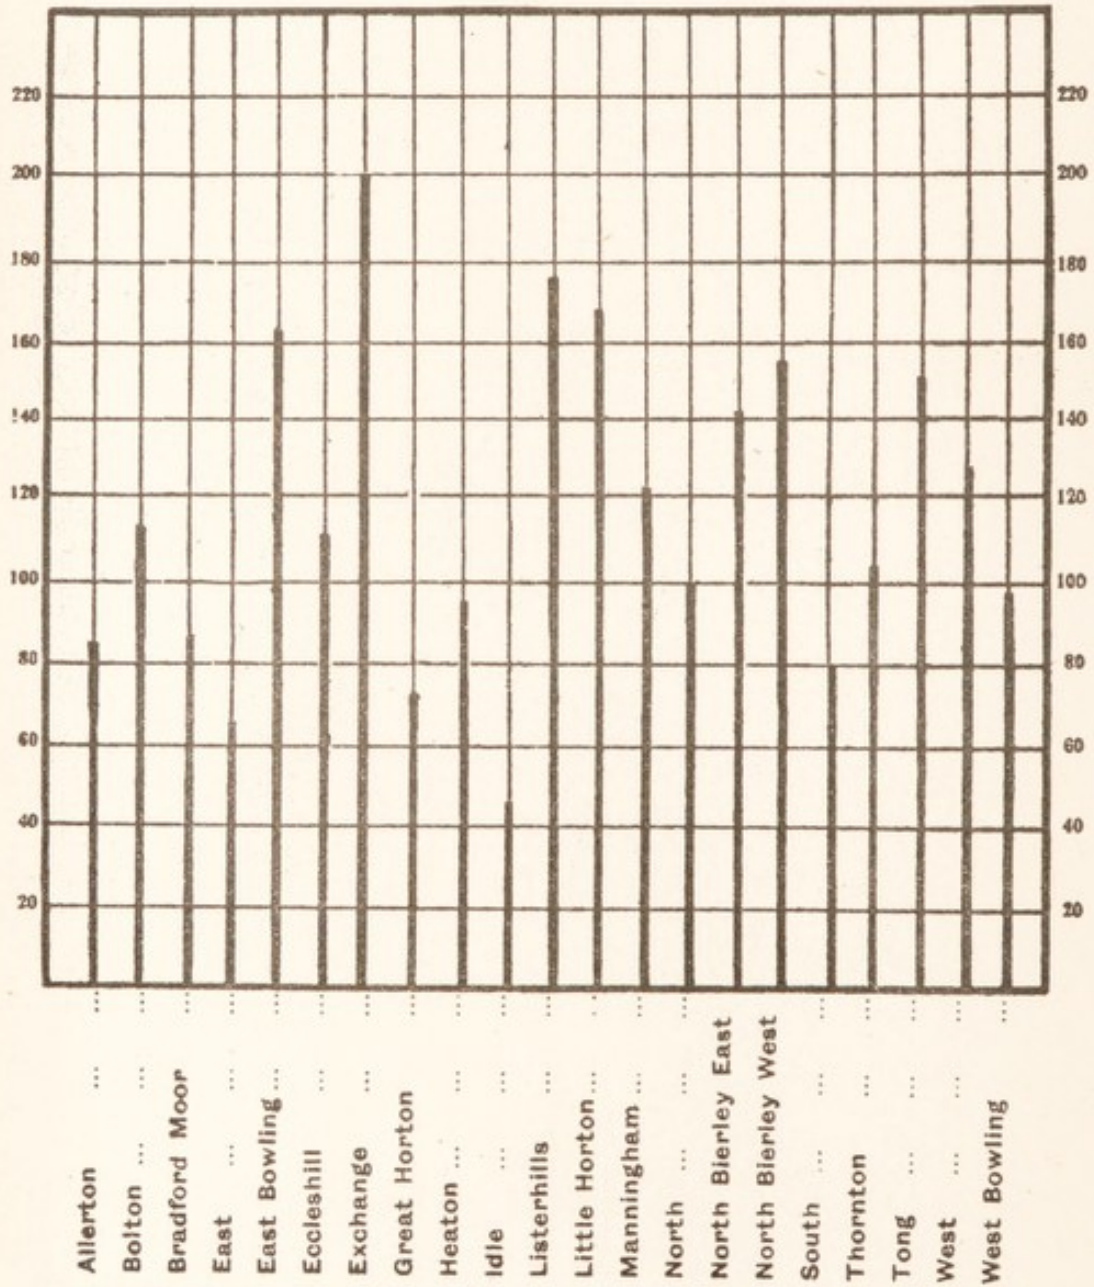 220 220
200 200
180 180
160 160
140 140
120 120
100 100
80 80
60 60
40 40
20 20
Allerton ... ...
Bolton ... ... ...
Bradford Moor ...
East ... ... ...
East Bowling ... ...
Eccleshill ... ...
Exchange ... ...
Great Horton ...
Heaton ... ... ...
Idle ... ... ...
Listerhills ... ...
Little Horton ... .
Manningham ... ...
North ... ... ...
North Bierley East
North Bierley West
South ... ... ...
Thornton ... ...
Tong ... ... ...
West ... ... ...
West Bowling ...